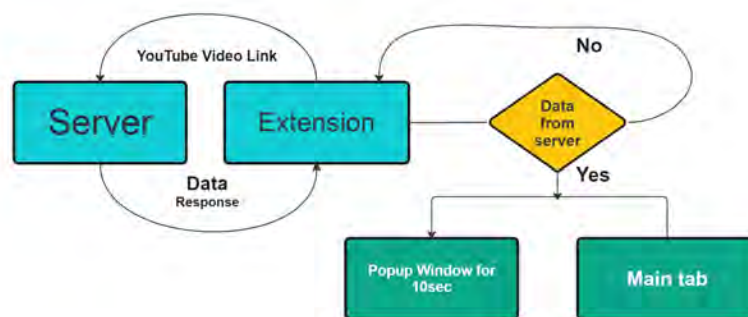 YouTube Video Link
No
Server
Extension
Data
from
server
Data
Response
Yes
Popup Window for
10sec
Main tab